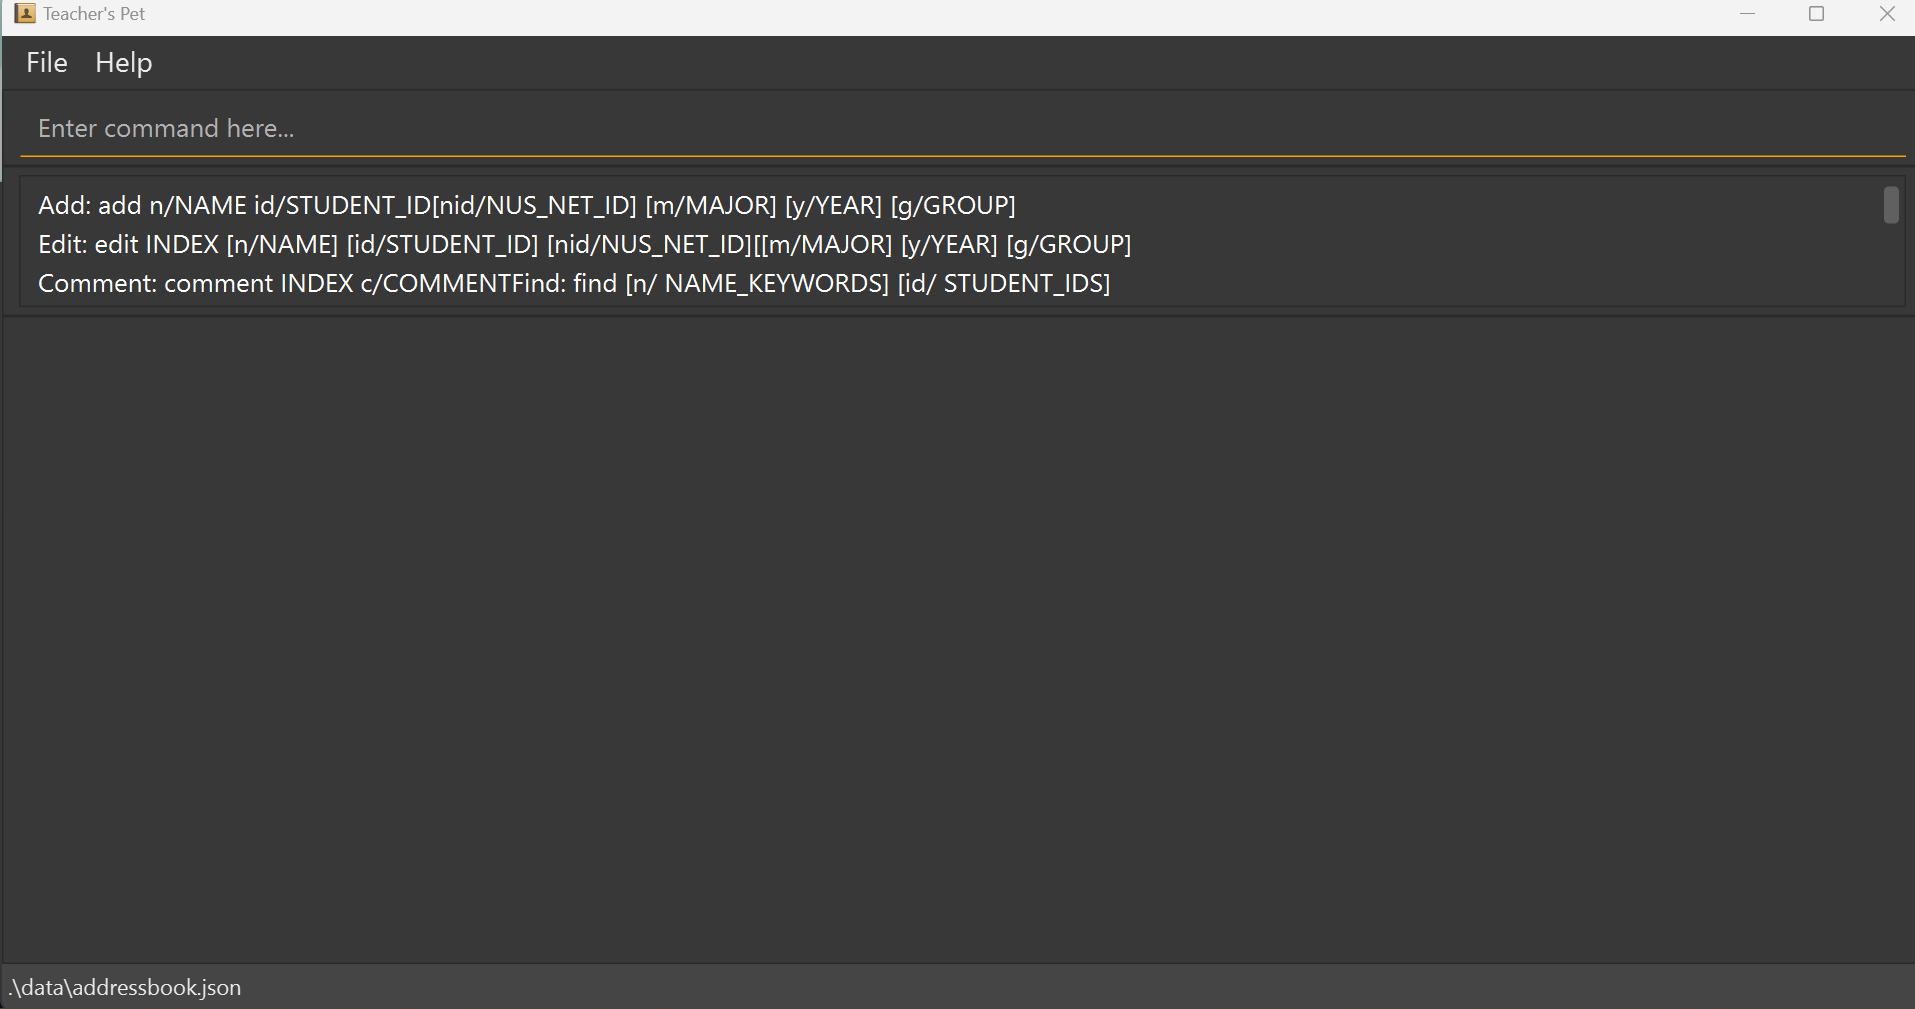 Teacher's Pet
File Help
Enter command here...
Add: add n/NAME id/STUDENT_ID[nid/NUS_NET_ID] [m/MAJOR] [y/YEAR] [g/GROUP]
Edit: edit INDEX [n/NAME] [id/STUDENT_ID] [nid/NUS_NET_ID][[m/MAJOR] [y/YEAR] [g/GROUP]
Comment: comment INDEX c/COMMENTFind: find [n/ NAME_KEYWORDS] [id/ STUDENT_IDS]
.\data\addressbook.json